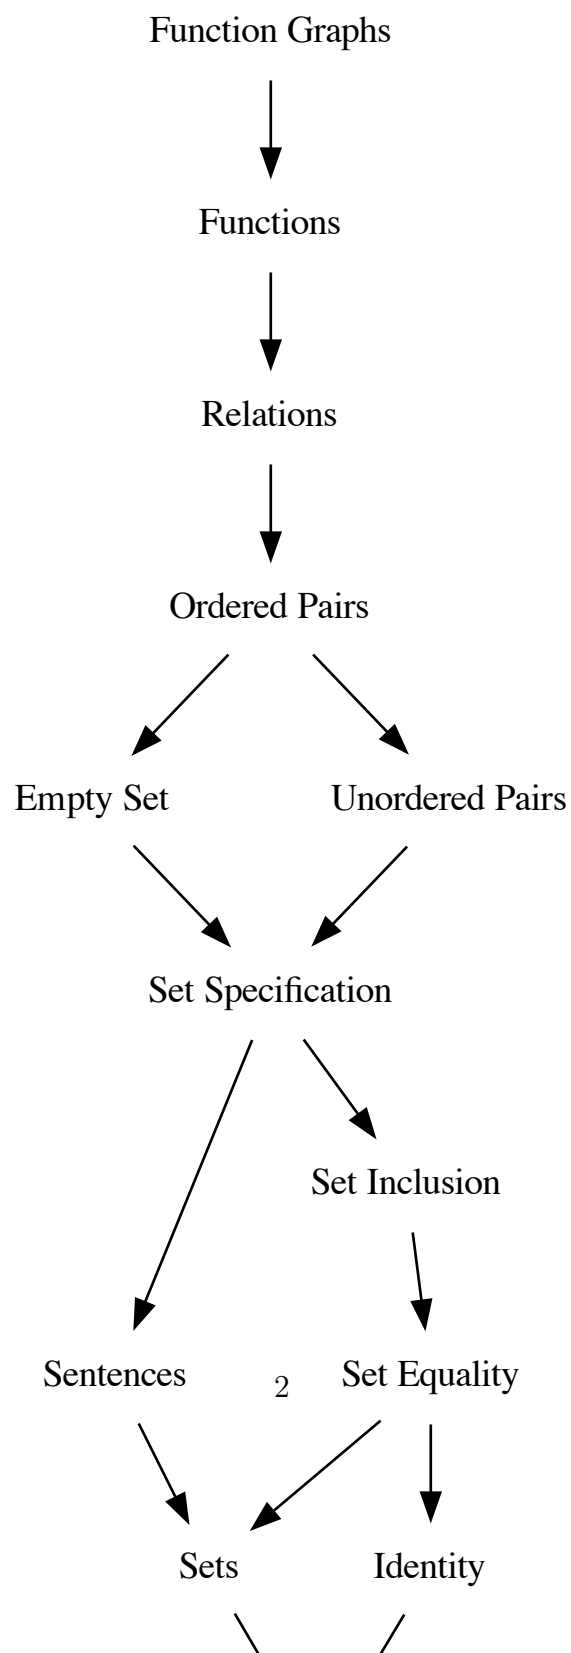 Function Graphs
Functions
Relations
Ordered Pairs
Empty Set
Unordered Pairs
Set Specification
Set Inclusion
Sentences
2
Set Equality
Sets
Identity